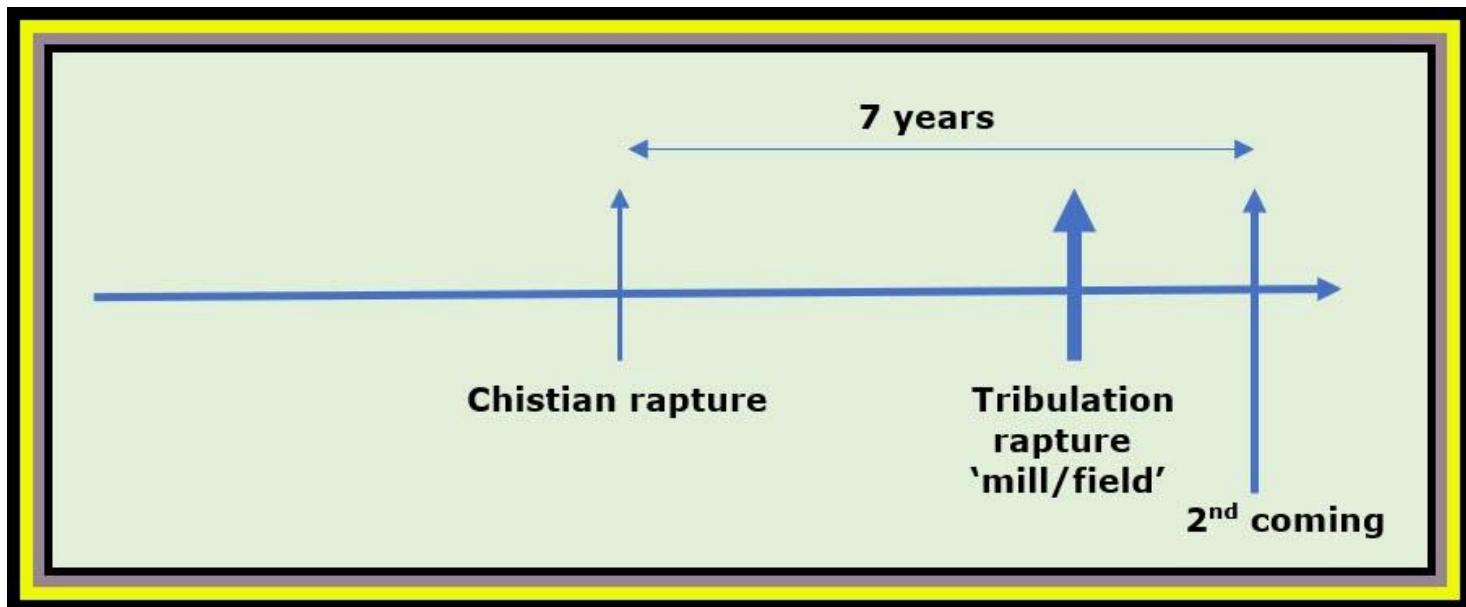 7 years
Chistian rapture
Tribulation
rapture
‘mill/field’
2nd coming